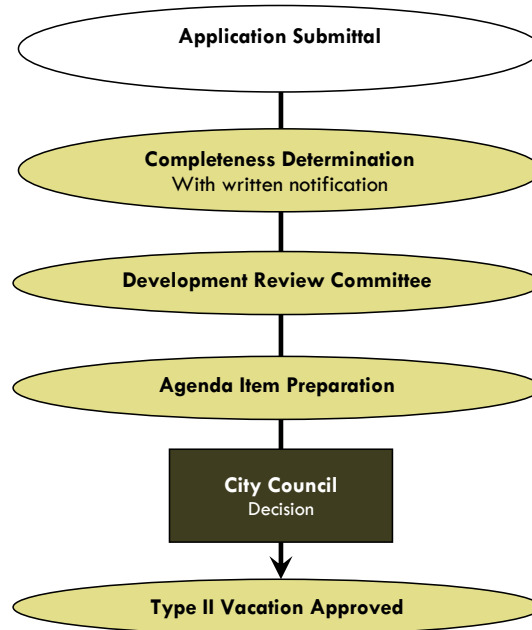 Application Submittal
Completeness Determination
With written notification
Development Review Committee
Agenda Item Preparation
City Council
Decision
Type II Vacation Approved